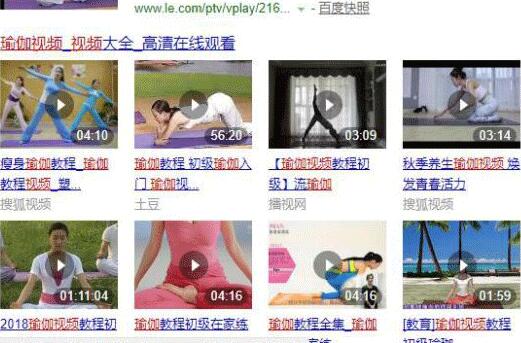 www.le.com/ptv/vplay/216... - 百度快照
瑜伽视频_视频大全_高清在线观看
04:10
56:20
03:09
03:14
瘦身瑜伽教程_瑜伽
教程视频_塑...
搜狐视频
瑜伽教程 初级瑜伽入
门 瑜伽视...
土豆
【瑜伽视频教程初
级】流瑜伽
播视网
秋季养生瑜伽视频 焕
发青春活力
搜狐视频
01:11:04
04:16
04:16
01:59
2018瑜伽视频教程初
瑜伽教程初级在家练
瑜伽教程全集_瑜伽
[教育]瑜伽视频教程